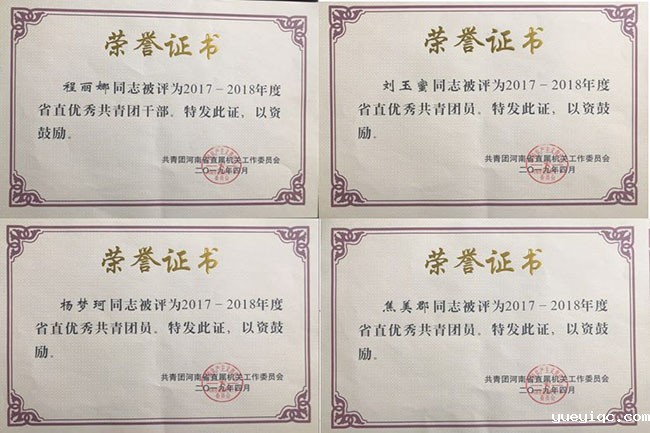 荣誉证书
程丽娜同志被评为2017－2018年度
省直优秀共青团干部。特发此证，以资
鼓励。
共青团河南省直属机关工作委员会
二〇一九年四月
荣誉证书
刘玉蜜同志被评为2017－2018年度
省直优秀共青团员。特发此证，以资鼓
励。
共青团河南省直属机关工作委员会
二〇一九年四月
荣誉证书
杨梦珂同志被评为2017－2018年度
省直优秀共青团员。特发此证，以资鼓
励。
共青团河南省直属机关工作委员会
二〇一九年四月
荣誉证书
焦美郡同志被评为2017－2018年度
省直优秀共青团员。特发此证，以资鼓
励。
共青团河南省直属机关工作委员会
二〇一九年四月
yueyiqc.com